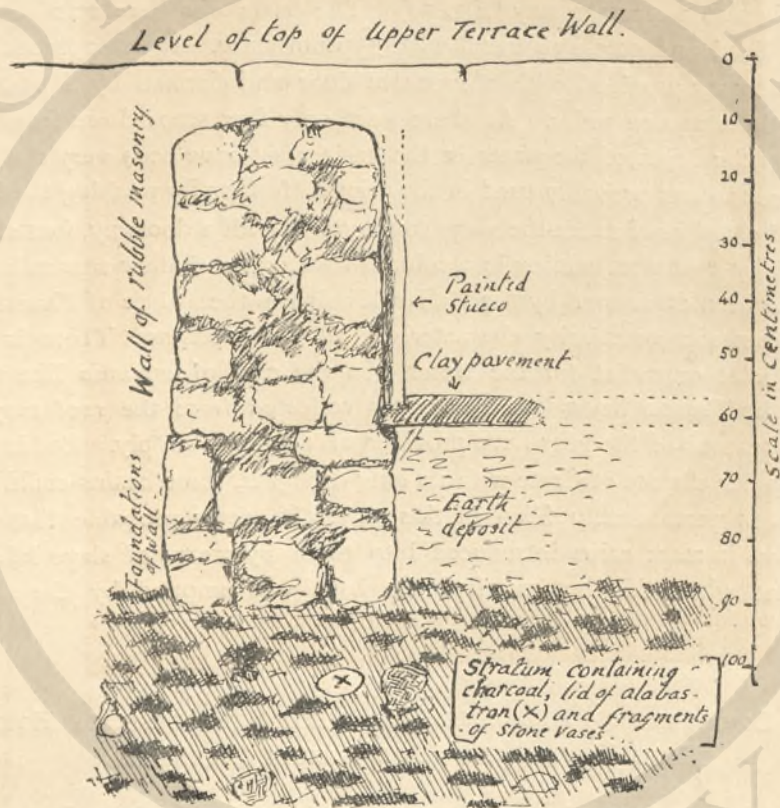 Level of top of Upper Terrace Wall.
0
10
20
30
40
50
60
70
80
90
100
Scale in Centimetres
Wall of rubble masonry.
Foundations
of wall
← Painted
Stucco
Clay pavement
Earth
deposit
Stratum containing
charcoal, lid of alabas-
tron (X) and fragments
of stone vases.
X